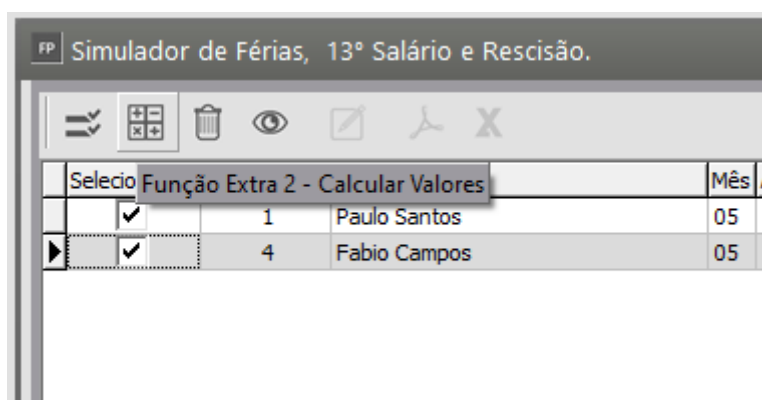 FP Simulador de Férias, 13º Salário e Rescisão.
Função Extra 2 - Calcular Valores
Selecio Mês
1 Paulo Santos 05
4 Fabio Campos 05